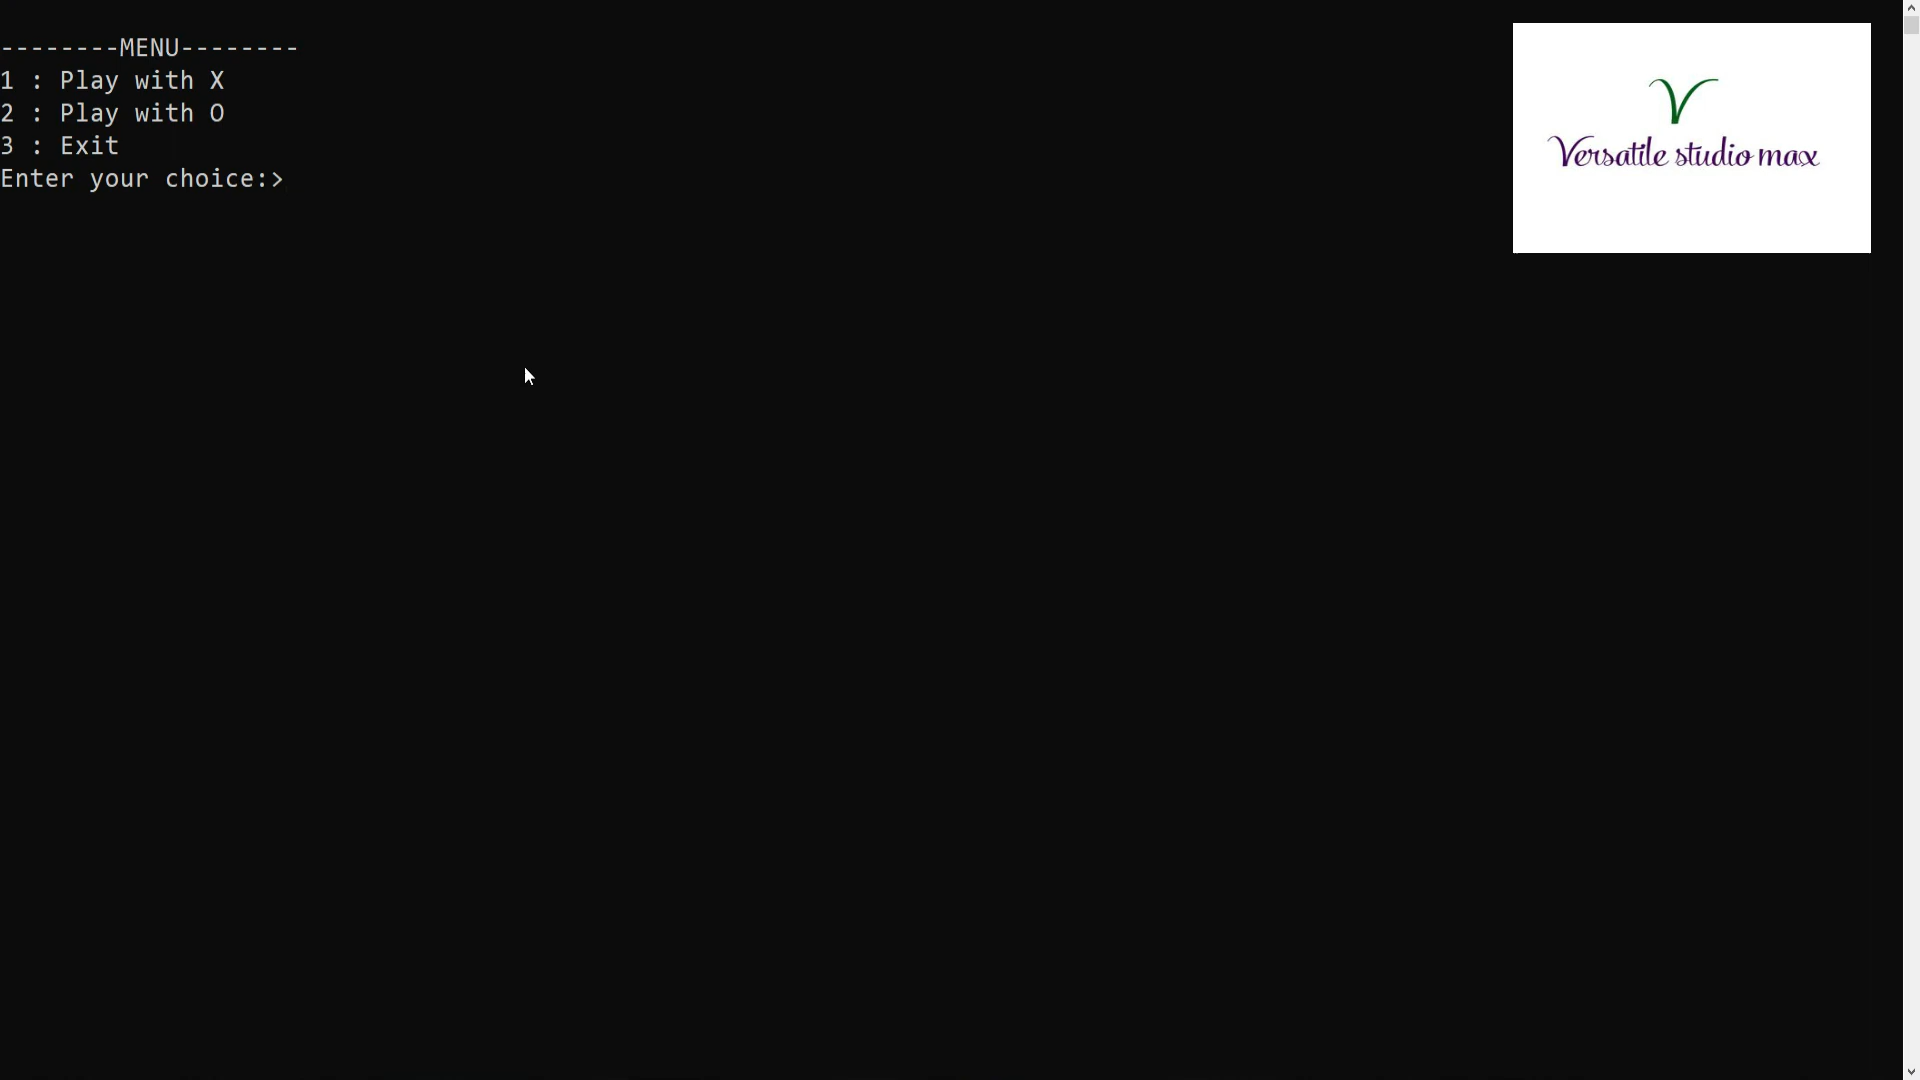 --------MENU--------
1 : Play with X
2 : Play with O
3 : Exit
Enter your choice:>
V
Versatile studio max